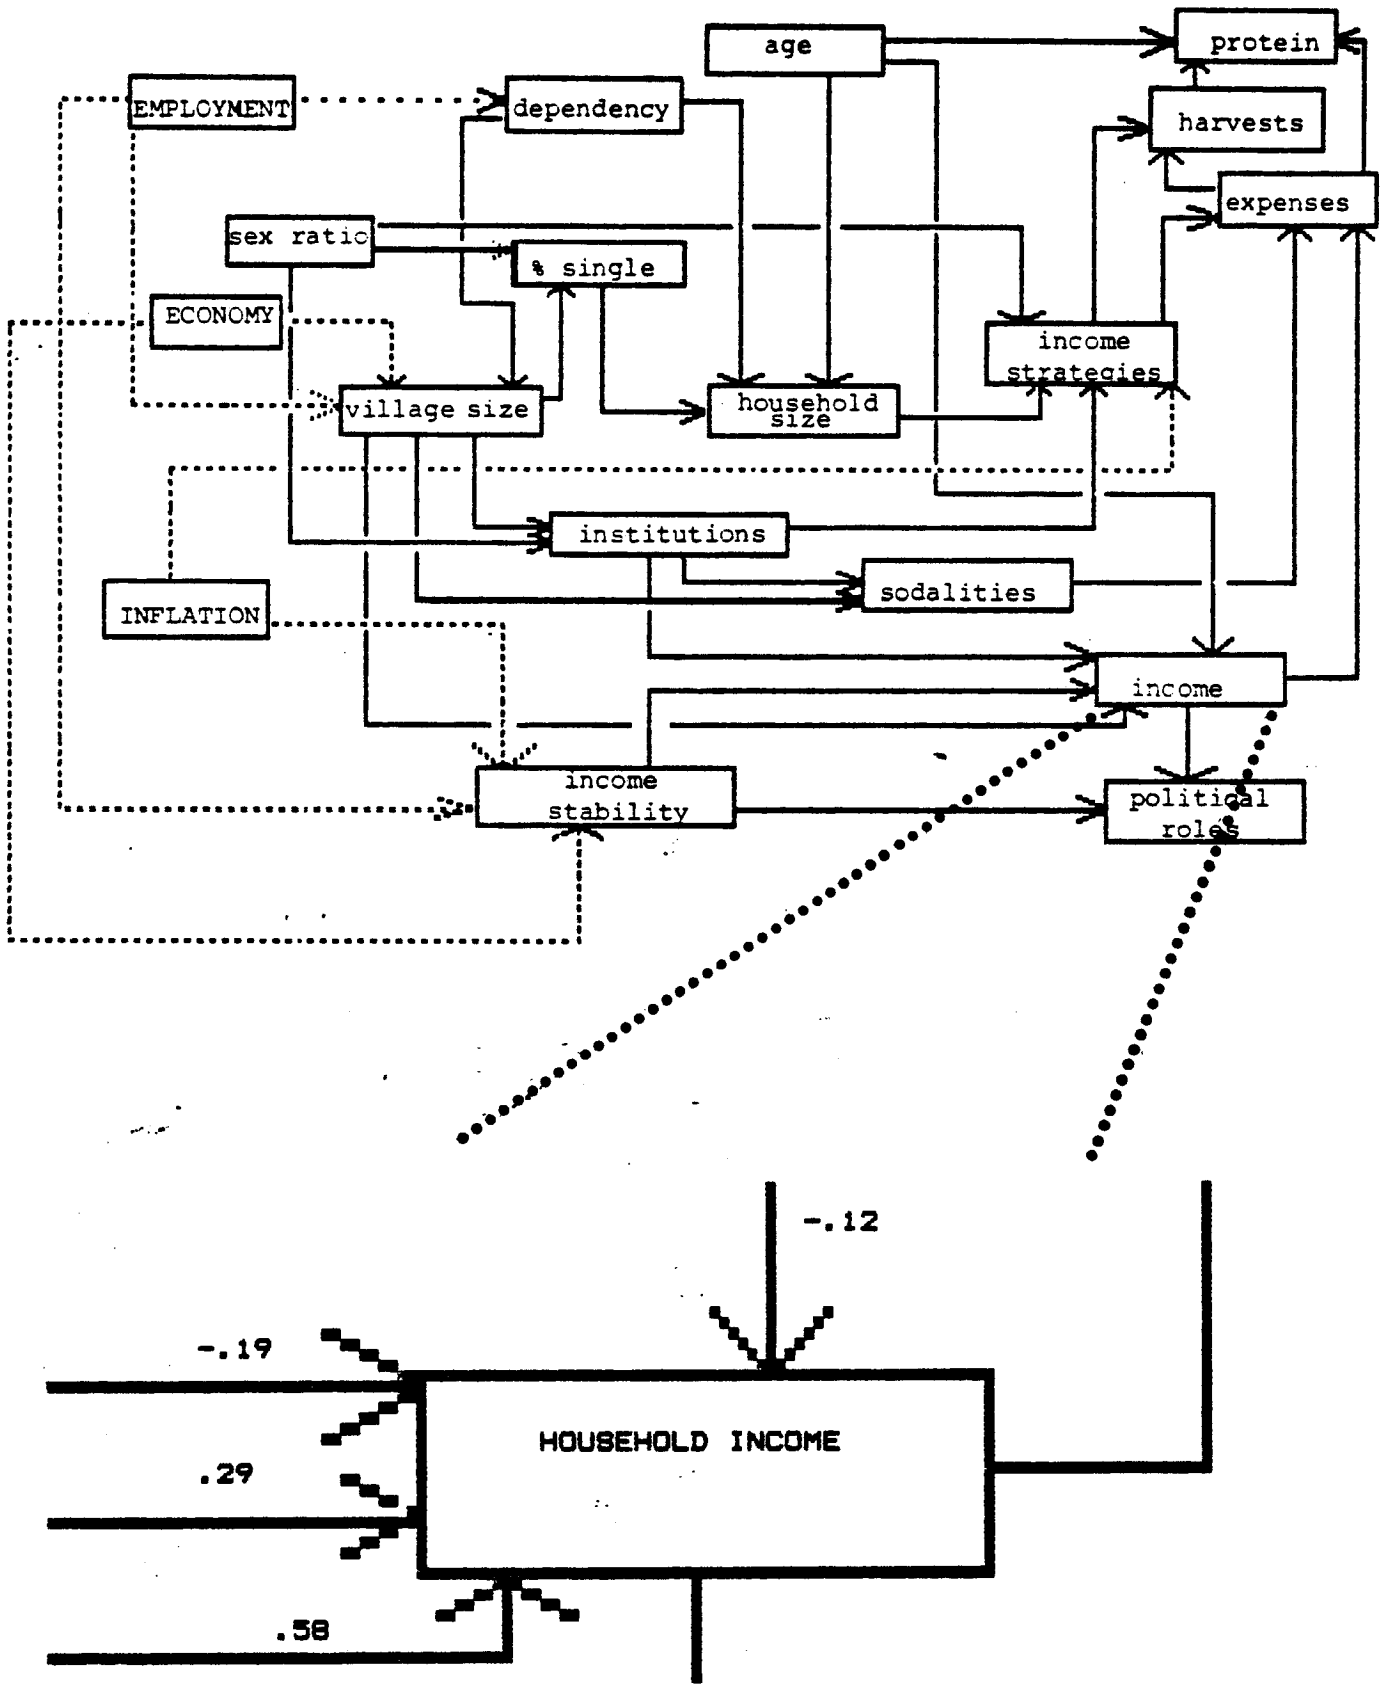 age
protein
EMPLOYMENT
dependency
harvests
expenses
sex ratio
% single
ECONOMY
income
strategies
village size
household
size
institutions
sodalities
INFLATION
income
income
stability
political
roles
-.12
-.19
HOUSEHOLD INCOME
.29
.58